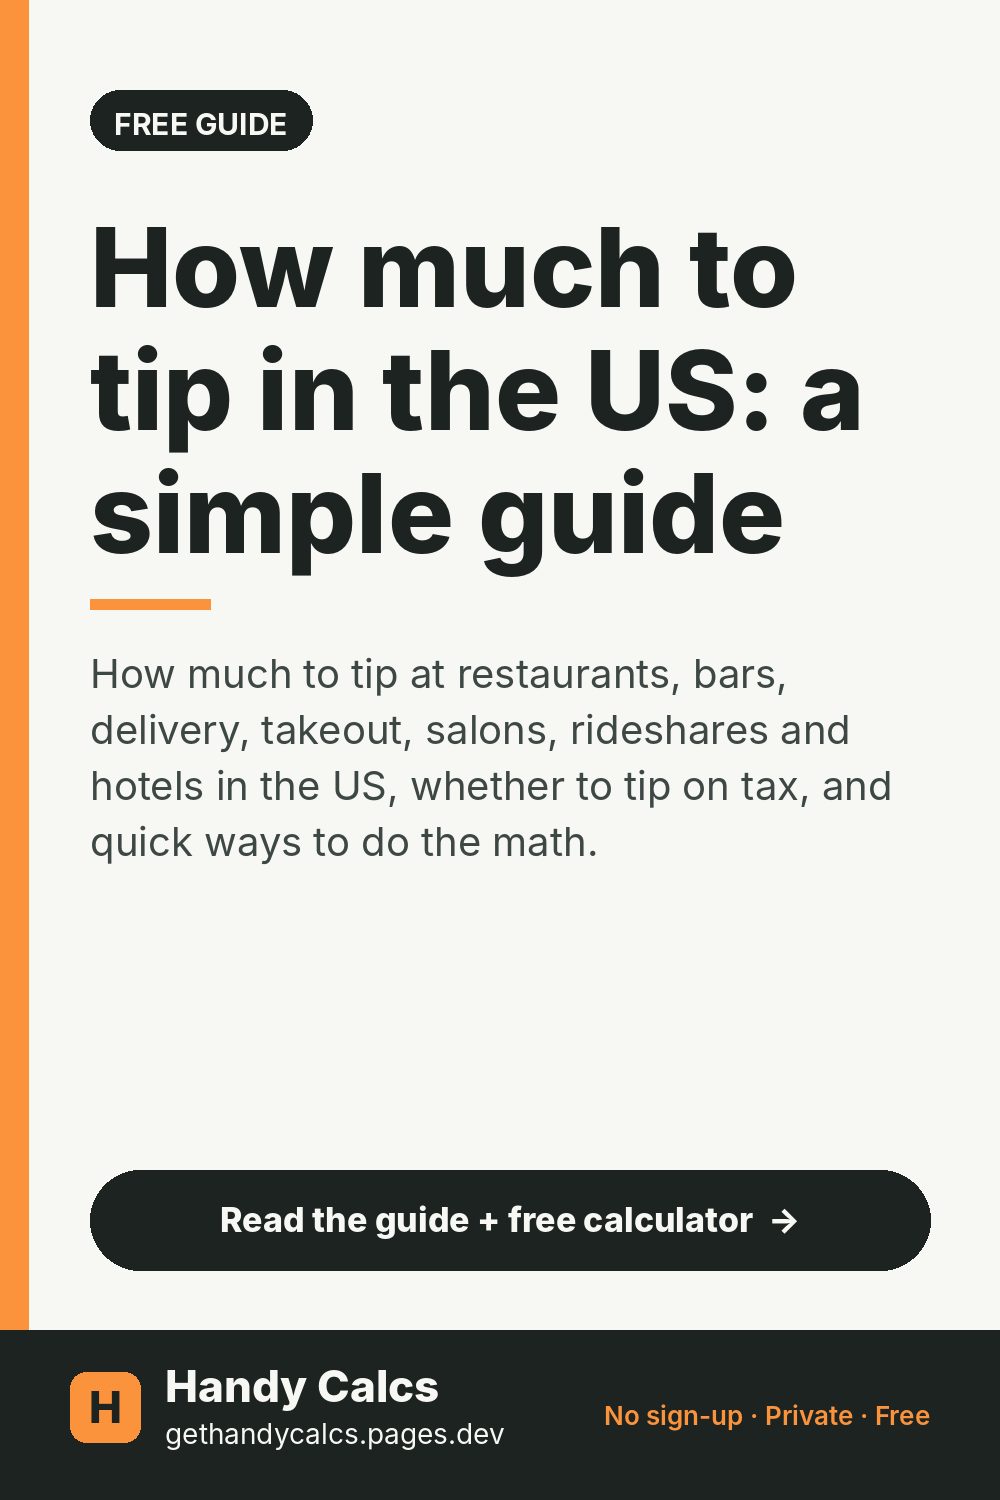 FREE GUIDE
How much to
tip in the US: a
simple guide
How much to tip at restaurants, bars,
delivery, takeout, salons, rideshares and
hotels in the US, whether to tip on tax, and
quick ways to do the math.
Read the guide + free calculator →
H
Handy Calcs
gethandycalcs.pages.dev
No sign-up · Private · Free